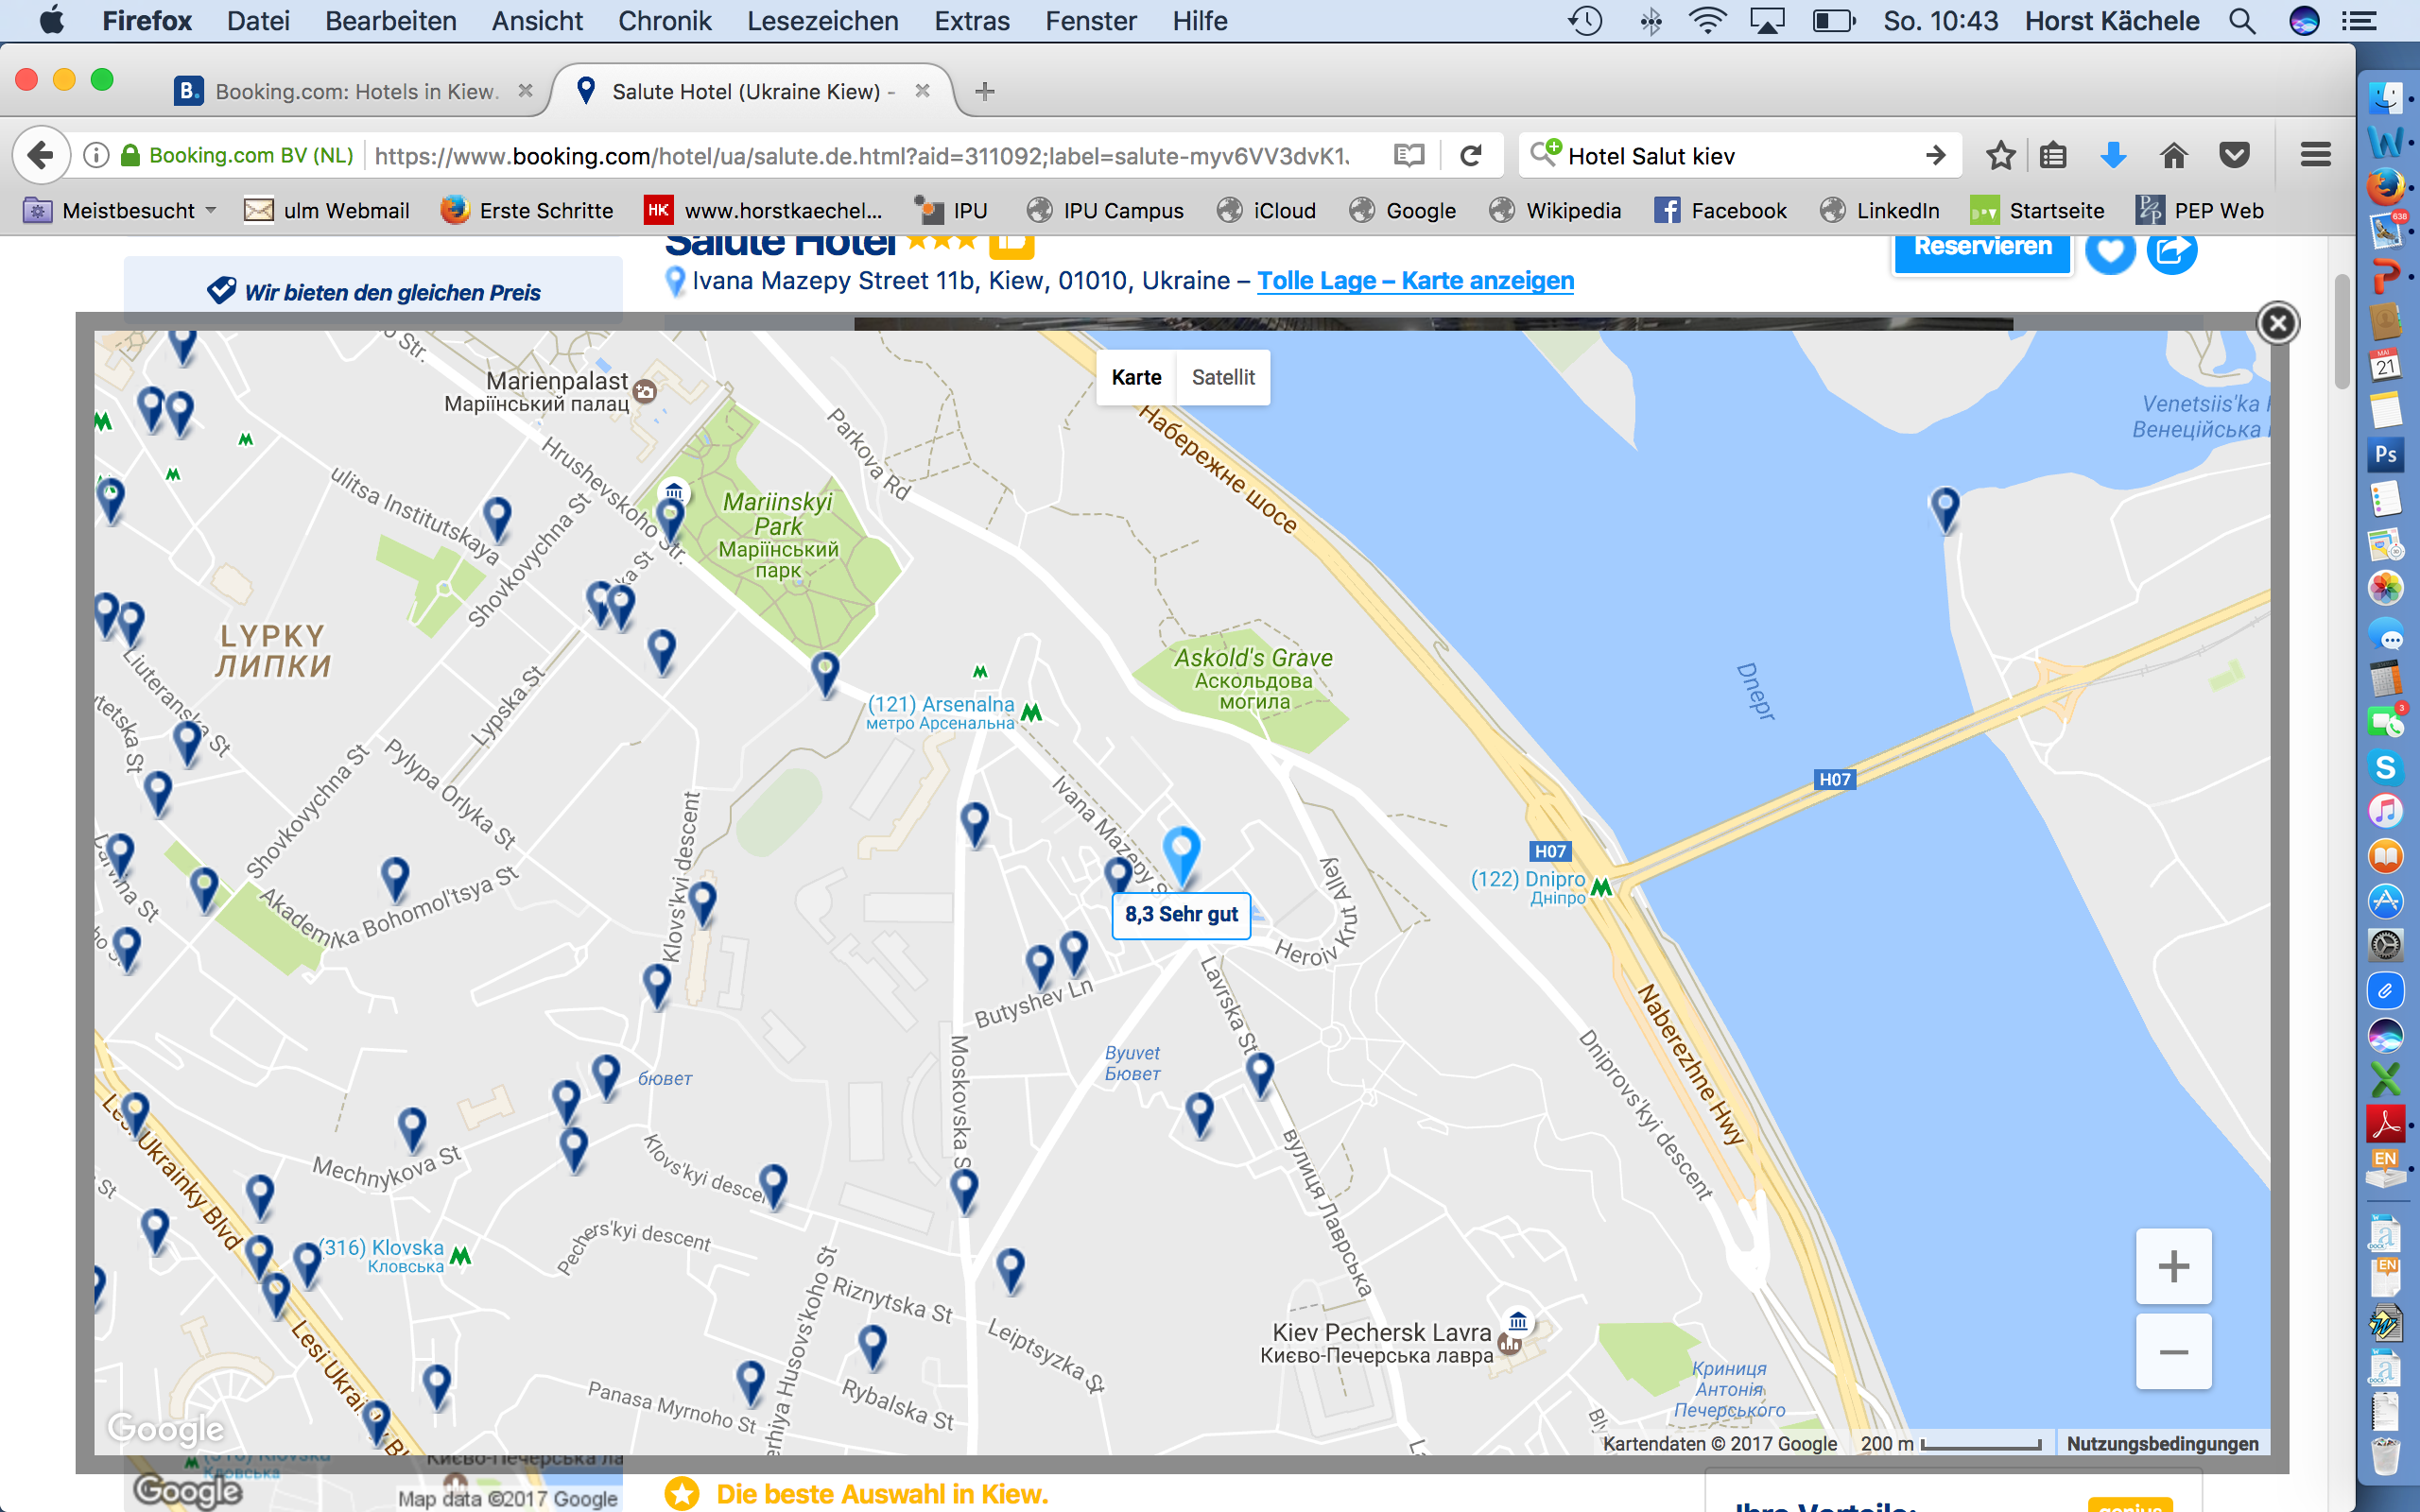 Firefox Datei Bearbeiten Ansicht Chronik Lesezeichen Extras Fenster Hilfe So. 10:43 Horst Kächele
Booking.com: Hotels in Kiew.
Salute Hotel (Ukraine Kiew) -
Booking.com BV (NL) https://www.booking.com/hotel/ua/salute.de.html?aid=311092;label=salute-myv6VV3dvK1.
Hotel Salut kiev
Meistbesucht ulm Webmail Erste Schritte HK www.horstkaechel... IPU IPU Campus iCloud Google Wikipedia Facebook LinkedIn Startseite PEP Web
Salute Hotel
Reservieren
Wir bieten den gleichen Preis
Ivana Mazepy Street 11b, Kiew, 01010, Ukraine – Tolle Lage – Karte anzeigen
Karte Satellit
Marienpalast
Маріїнський палац
Parkova Rd
Набережне шосе
Venetsiis'ka
Венеційська
Hrushevskoho Str.
ulitsa Institutskaya
Shovkovychna St
Mariinskyi
Park
Маріїнський
парк
LYPKY
ЛИПКИ
Liuteranska St
Lypska St
Askold's Grave
Аскольдова
могила
Dnepr
(121) Arsenalna
метро Арсенальна
Shovkovychna St
Pylypa Orlyka St
H07
Ivana Mazepy S
Klovs'kyi descent
H07
(122) Dnipro
Дніпро
Akademika Bohomol'tsya St
8,3 Sehr gut
Heroiv Krut Alley
Lavrska St
Butyshev Ln
Naberezhne Hwy
Moskovska S
Byuvet
Бювет
бювет
Dniprovs'kyi descent
Mechnykova St
Klovs'kyi descei
вулиця Лаврська
Lesi Ukrainky Blvd
Pechers'kyi descent
(316) Klovska
Кловська
Riznytska St
Leiptsyzka St
Kiev Pechersk Lavra
Києво-Печерська лавра
Криниця
Антонія
Печерського
Panasa Myrnoho St
Rybalska St
Google
Kartendaten © 2017 Google 200 m Nutzungsbedingungen
Google
Map data ©2017 Google
Die beste Auswahl in Kiew.
Ihre Vorteile:
genius